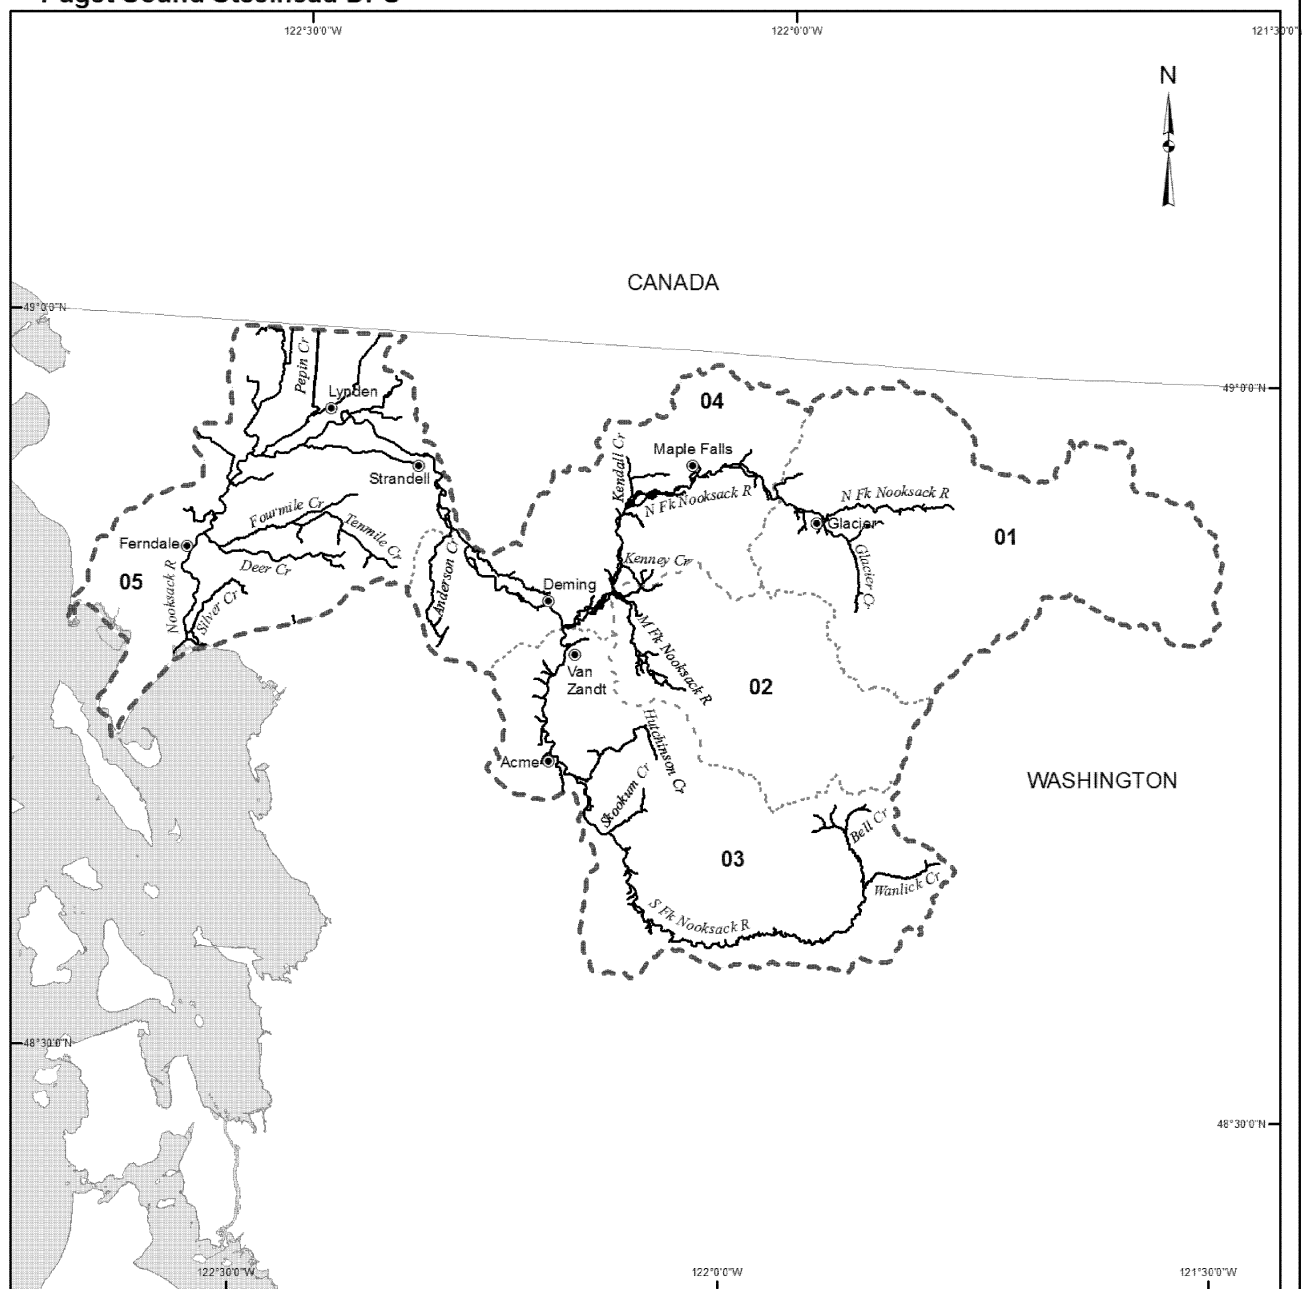 Puget Sound Steelhead DPS
122°30'0"W
122°0'0"W
121°30'0"W
N
CANADA
49°0'0"N
49°0'0"N
Pepin Cr
Lynden
04
Maple Falls
Kendall Cr
Strandell
N Fk Nooksack R
N Fk Nooksack R
Fourmile Cr
Tenmile Cr
Glacier
01
Ferndale
Deer Cr
Anderson Cr
Kenney Cr
Glacier Cr
05
Nooksack R
Silver Cr
Deming
M Fk Nooksack R
Van
Zandt
02
Hutchinson Cr
Acme
Skookum Cr
WASHINGTON
Bell Cr
03
Wanlick Cr
S Fk Nooksack R
48°30'0"N
48°30'0"N
122°30'0"W
122°0'0"W
121°30'0"W